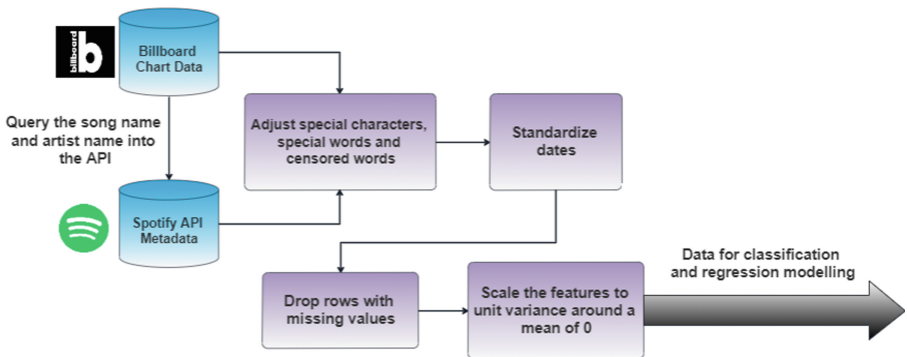 billboard
b
Billboard
Chart Data
Query the song name
and artist name into
the API
Spotify API
Metadata
Adjust special characters,
special words and
censored words
Standardize
dates
Drop rows with
missing values
Scale the features to
unit variance around a
mean of 0
Data for classification
and regression modelling